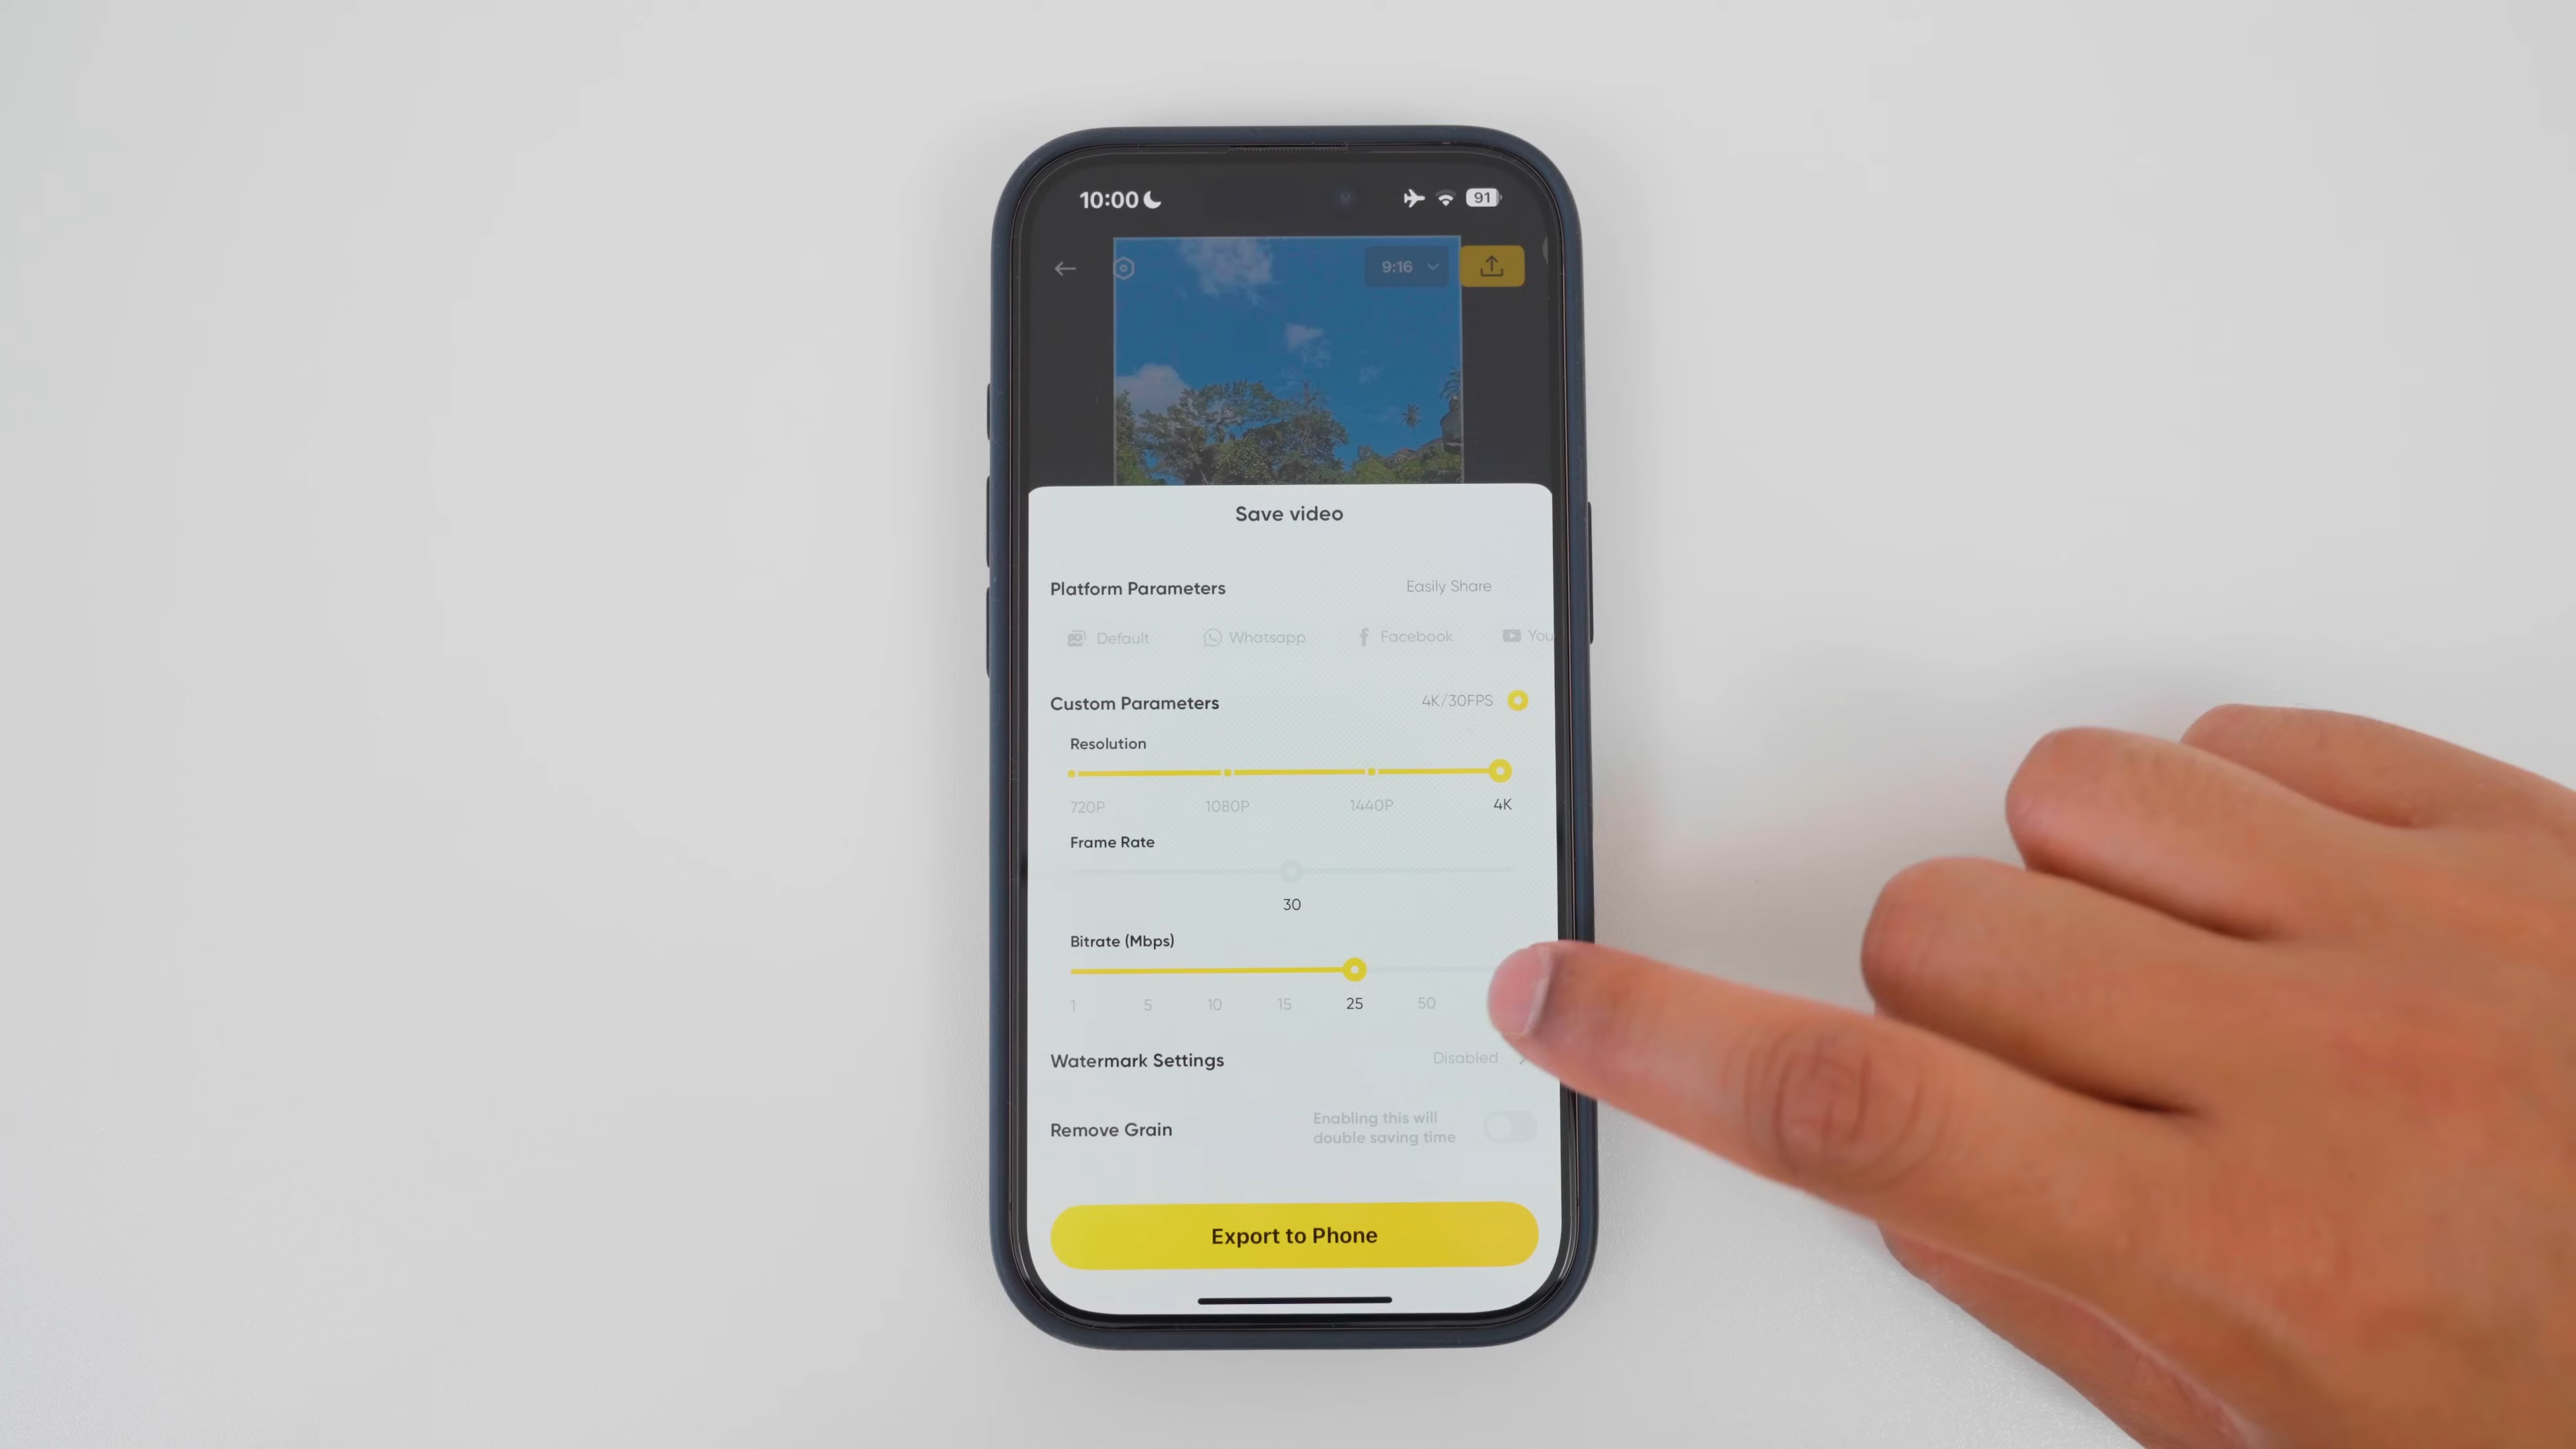 10:00 91
9:16
Save video
Platform Parameters Easily Share
Default Whatsapp Facebook You
Custom Parameters 4K/30FPS
Resolution
720P 1080P 1440P 4K
Frame Rate
30
Bitrate (Mbps)
1 5 10 15 25 50
Watermark Settings Disabled
Remove Grain Enabling this will
double saving time
Export to Phone